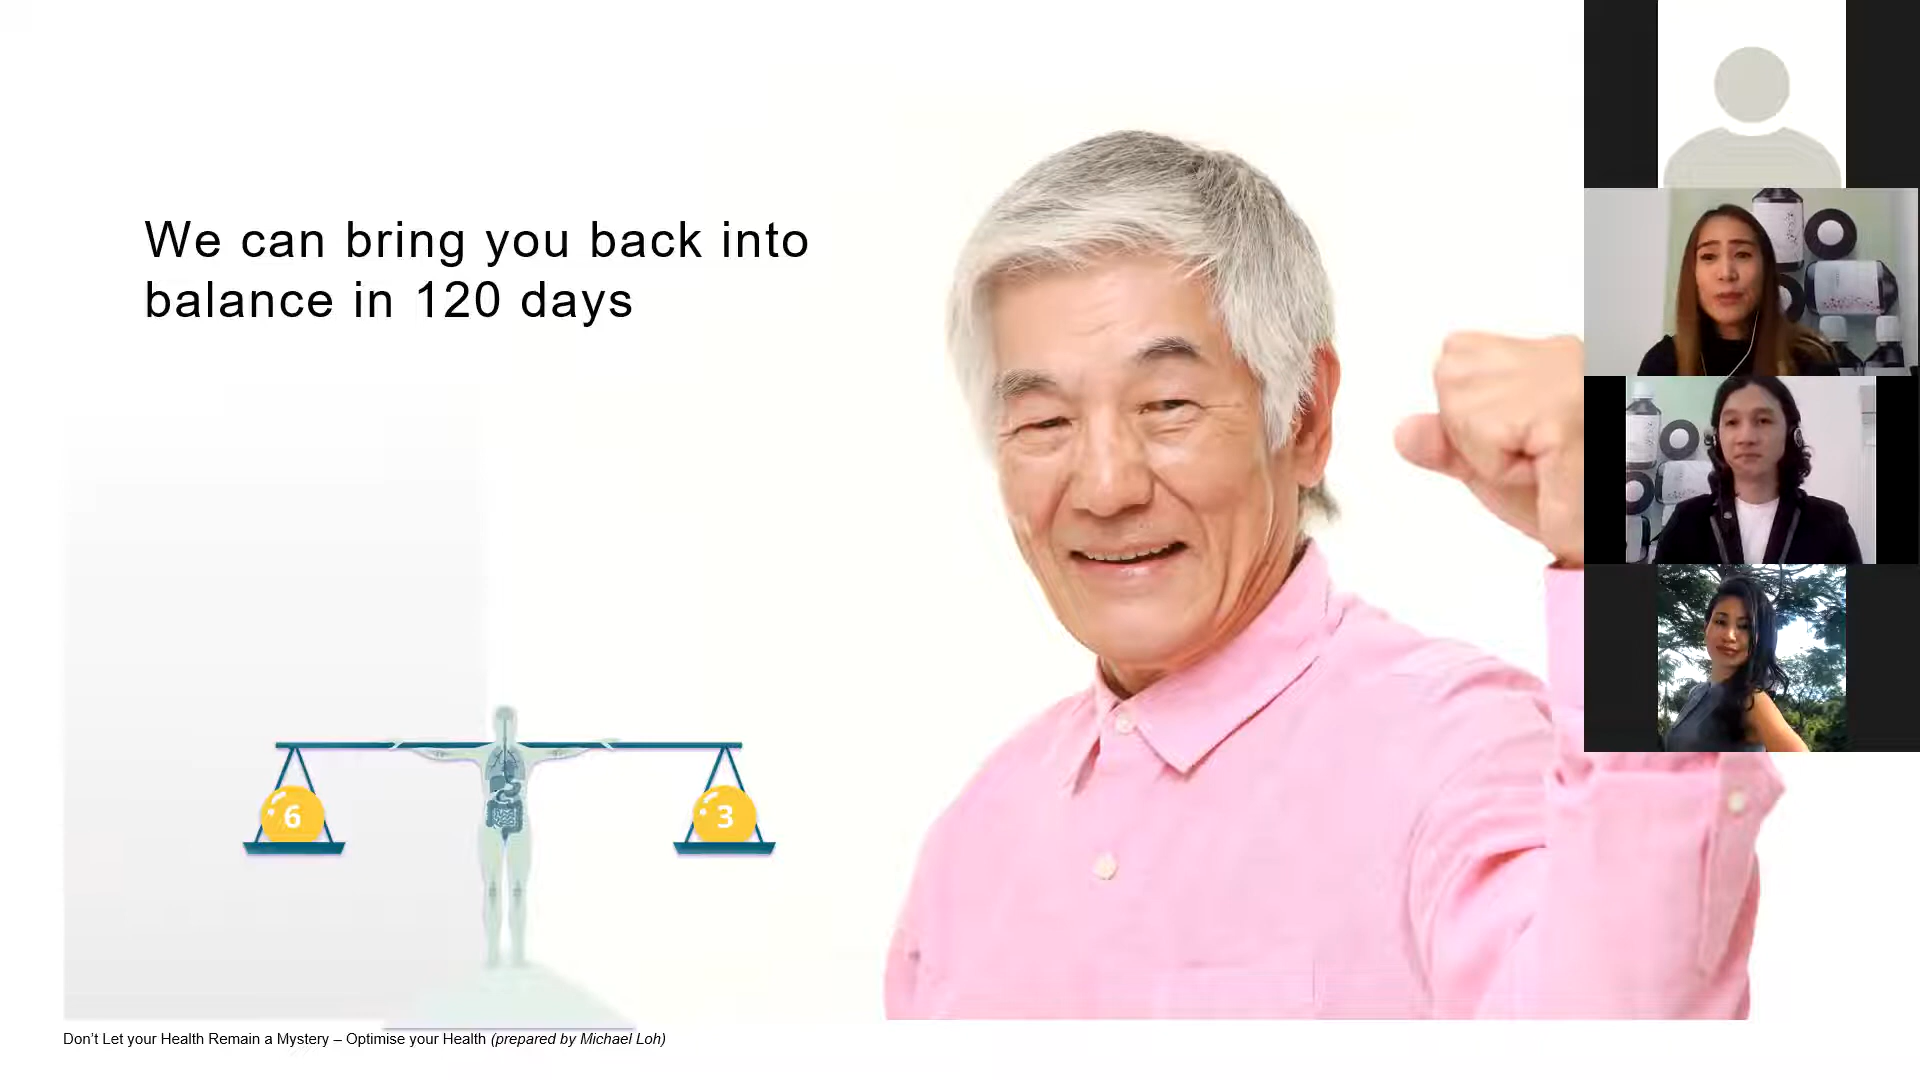 We can bring you back into
balance in 120 days
6
3
Don’t Let your Health Remain a Mystery – Optimise your Health (prepared by Michael Loh)